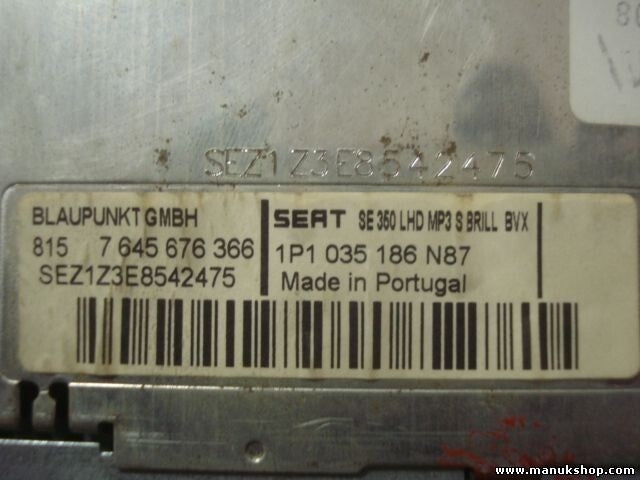 SEZ1Z3E8542475
BLAUPUNKT GMBH
815 7 645 676 366
SEZ1Z3E8542475
SEAT SE 350 LHD MP3 S BRILL BVX
1P1 035 186 N87
Made in Portugal
www.manukshop.com